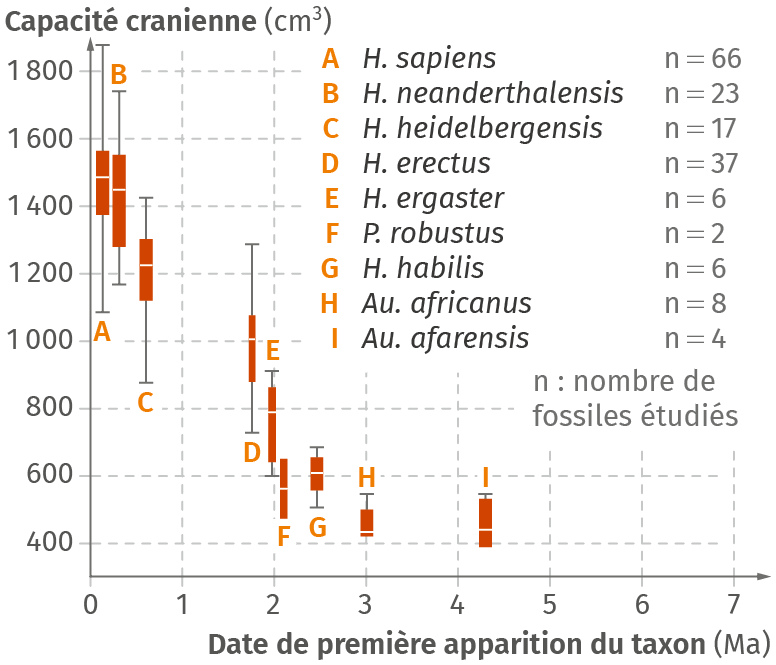 Capacité cranienne (cm³)
A H. sapiens n = 66
B H. neanderthalensis n = 23
C H. heidelbergensis n = 17
D H. erectus n = 37
E H. ergaster n = 6
F P. robustus n = 2
G H. habilis n = 6
H Au. africanus n = 8
I Au. afarensis n = 4
n : nombre de
fossiles étudiés
1 800
1 600
1 400
1 200
1 000
800
600
400
B
A
C
E
D
H
I
G
F
0 1 2 3 4 5 6 7
Date de première apparition du taxon (Ma)